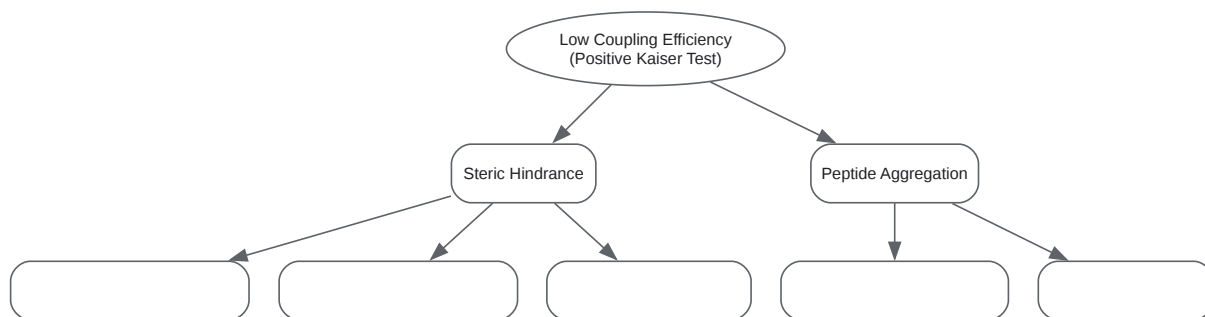 Low Coupling Efficiency
(Positive Kaiser Test)
Steric Hindrance
Peptide Aggregation